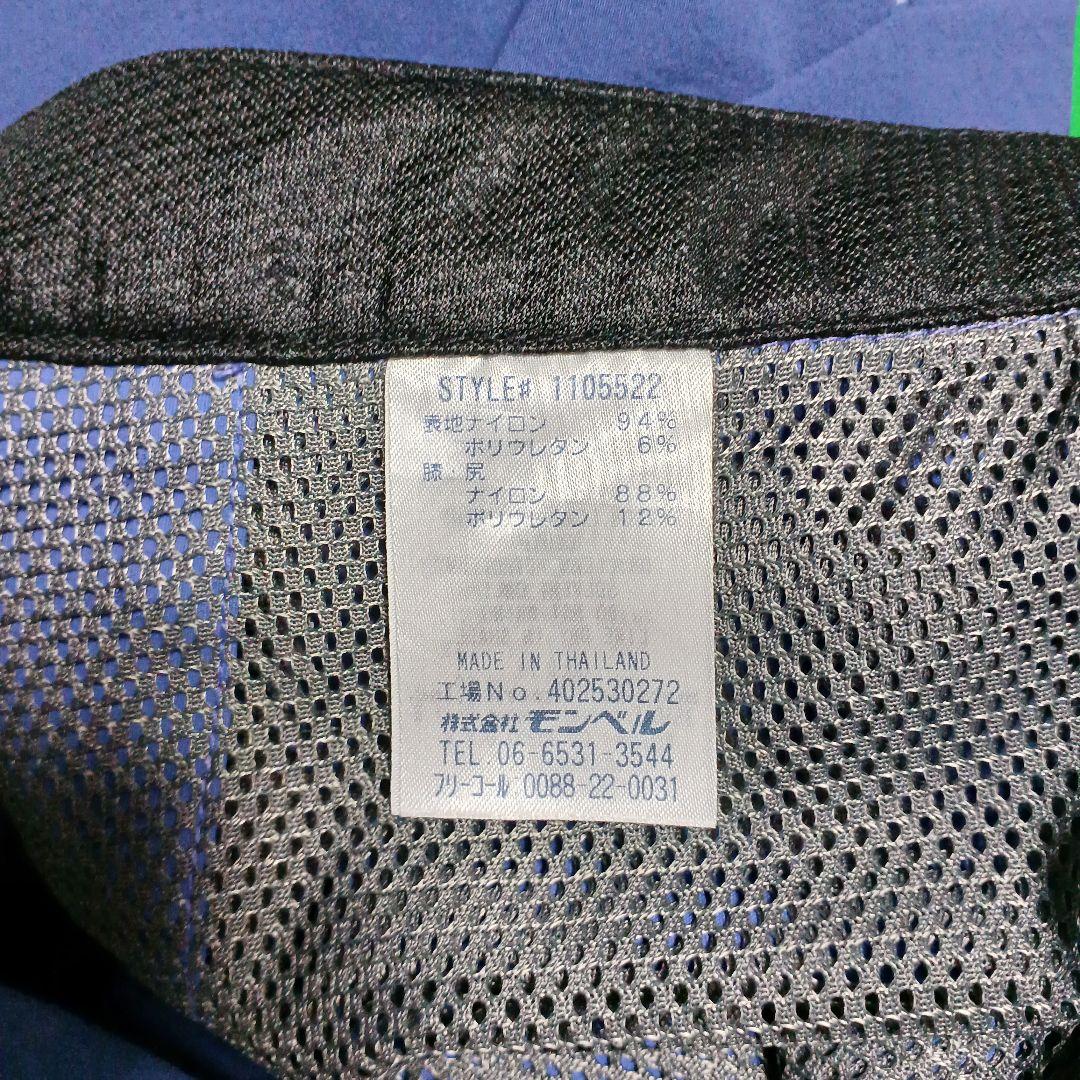 STYLE# 1105522
表地ナイロン 94%
ポリウレタン 6%
膝 尻
ナイロン 88%
ポリウレタン 12%
MADE IN THAILAND
工場No.402530272
株式会社 モンベル
TEL.06-6531-3544
フリーコール 0088-22-0031